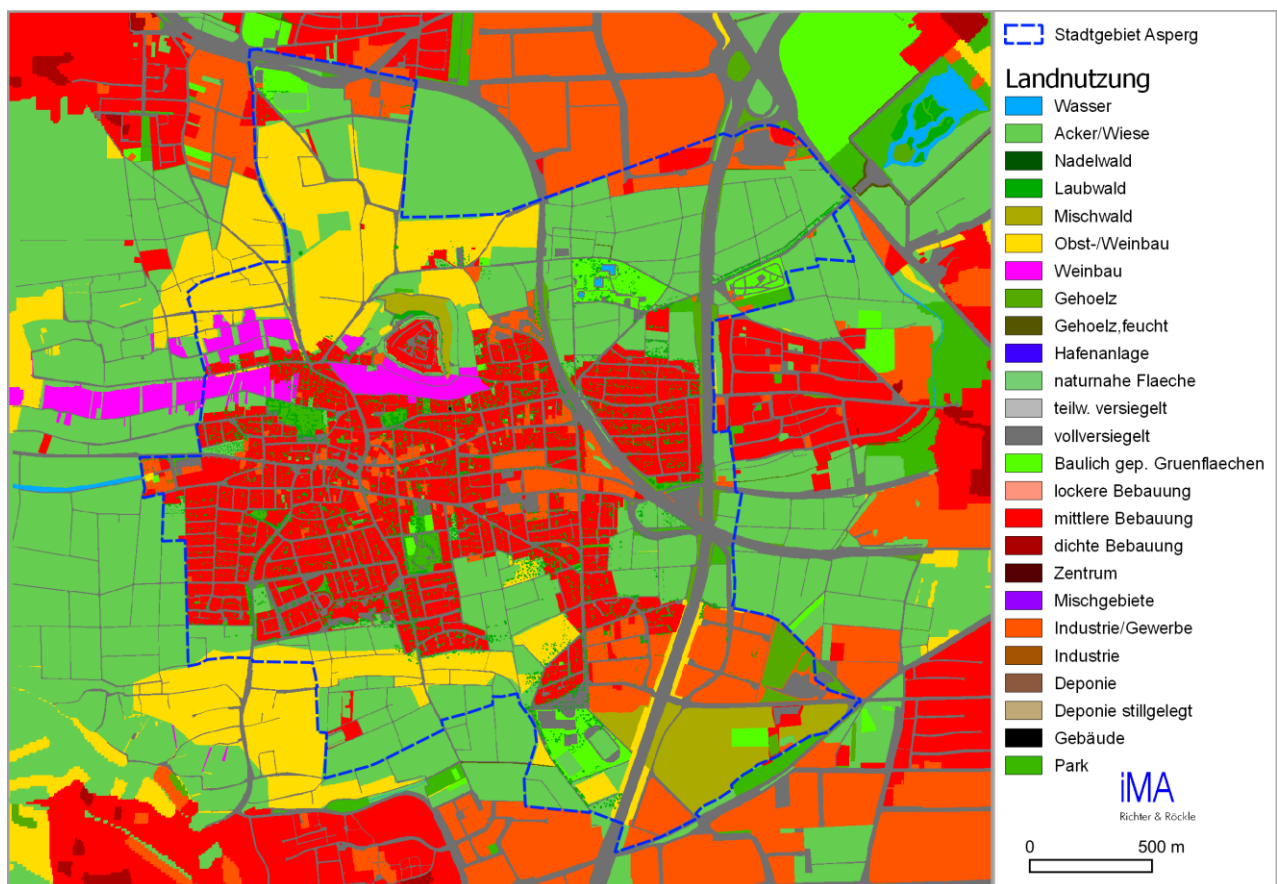 Stadtgebiet Asperg
Landnutzung
Wasser
Acker/Wiese
Nadelwald
Laubwald
Mischwald
Obst-/Weinbau
Weinbau
Gehoelz
Gehoelz,feucht
Hafenanlage
naturnahe Flaeche
teilw. versiegelt
vollversiegelt
Baulich gep. Gruenflaechen
lockere Bebauung
mittlere Bebauung
dichte Bebauung
Zentrum
Mischgebiete
Industrie/Gewerbe
Industrie
Deponie
Deponie stillgelegt
Gebäude
Park
iMA
Richter & Röckle
0 500 m